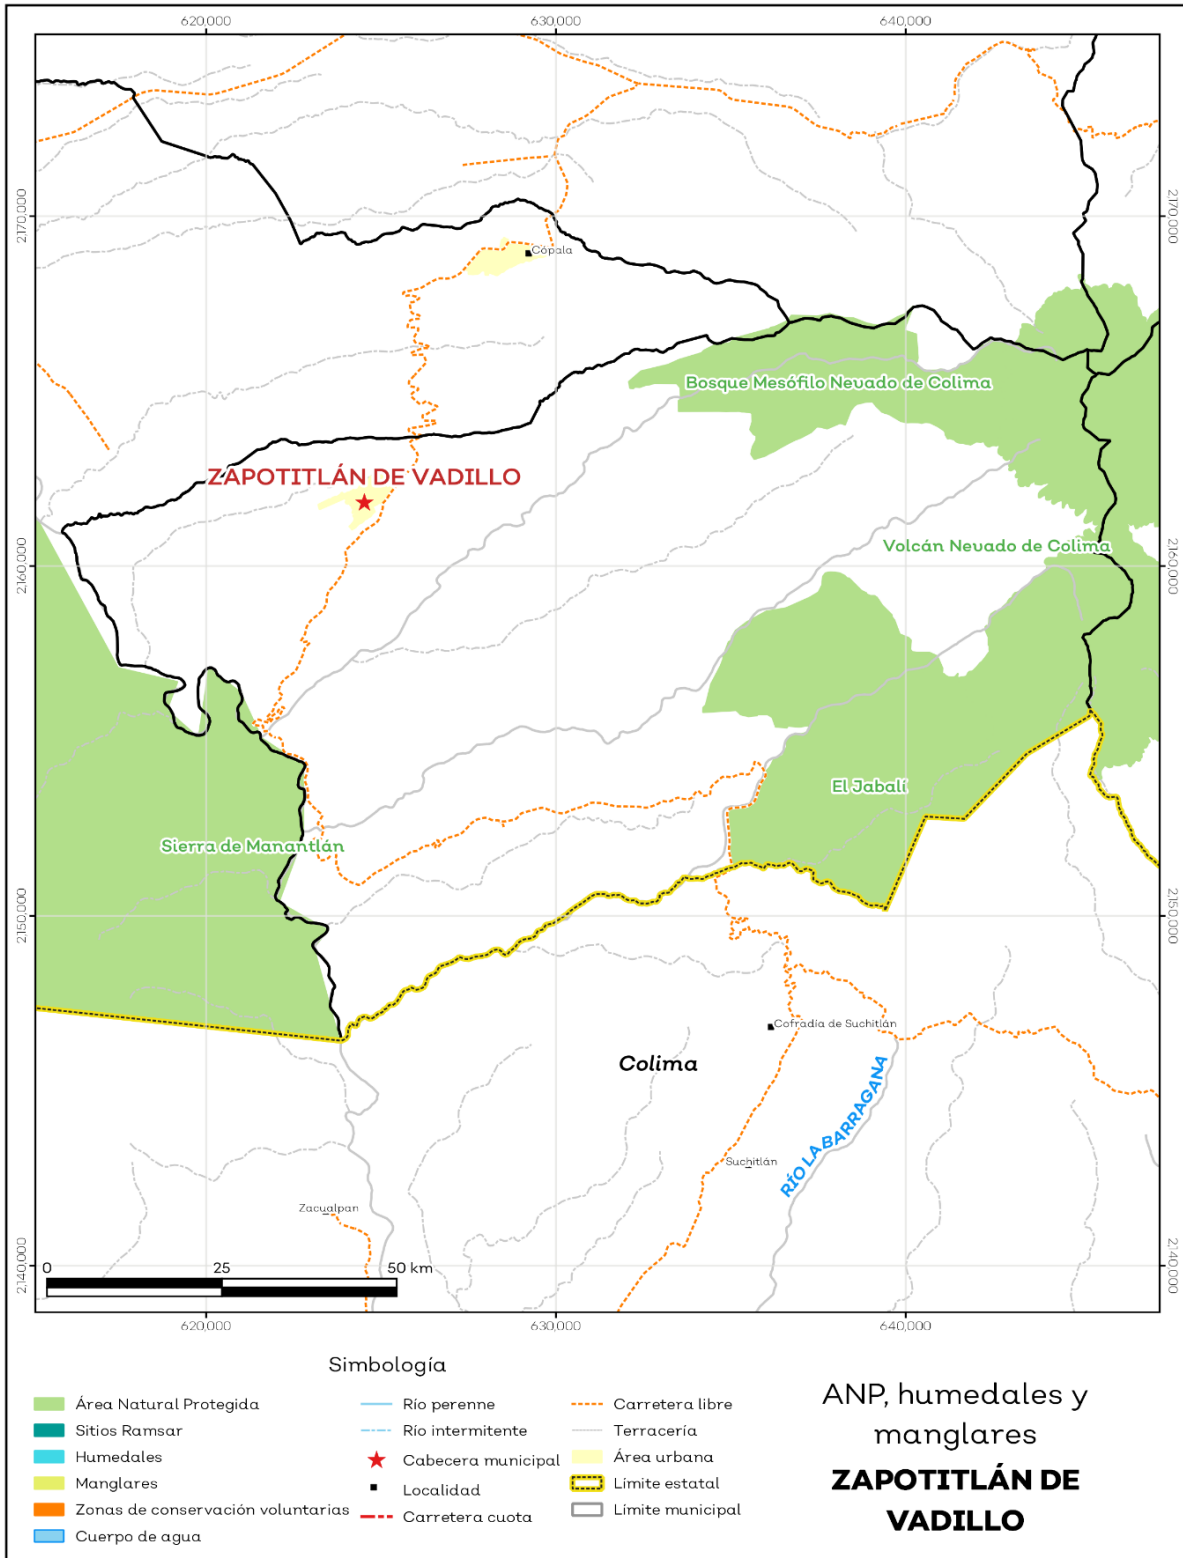 620,000 630,000 640,000
2170,000 2170,000
Cópala
Bosque Mesófilo Nevado de Colima
ZAPOTITLÁN DE VADILLO
Volcán Nevado de Colima
2160,000 2160,000
El Jabalí
Sierra de Manantlán
2150,000 2150,000
Cofradía de Suchitlán
Colima
RÍO LA BARRAGANA
Suchitlán
Zacualpan
2140,000 2140,000
0 25 50 km
620,000 630,000 640,000
Simbología
Área Natural Protegida
Sitios Ramsar
Humedales
Manglares
Zonas de conservación voluntarias
Cuerpo de agua
Río perenne
Río intermitente
Cabecera municipal
Localidad
Carretera cuota
Carretera libre
Terracería
Área urbana
Límite estatal
Límite municipal
ANP, humedales y
manglares
ZAPOTITLÁN DE
VADILLO